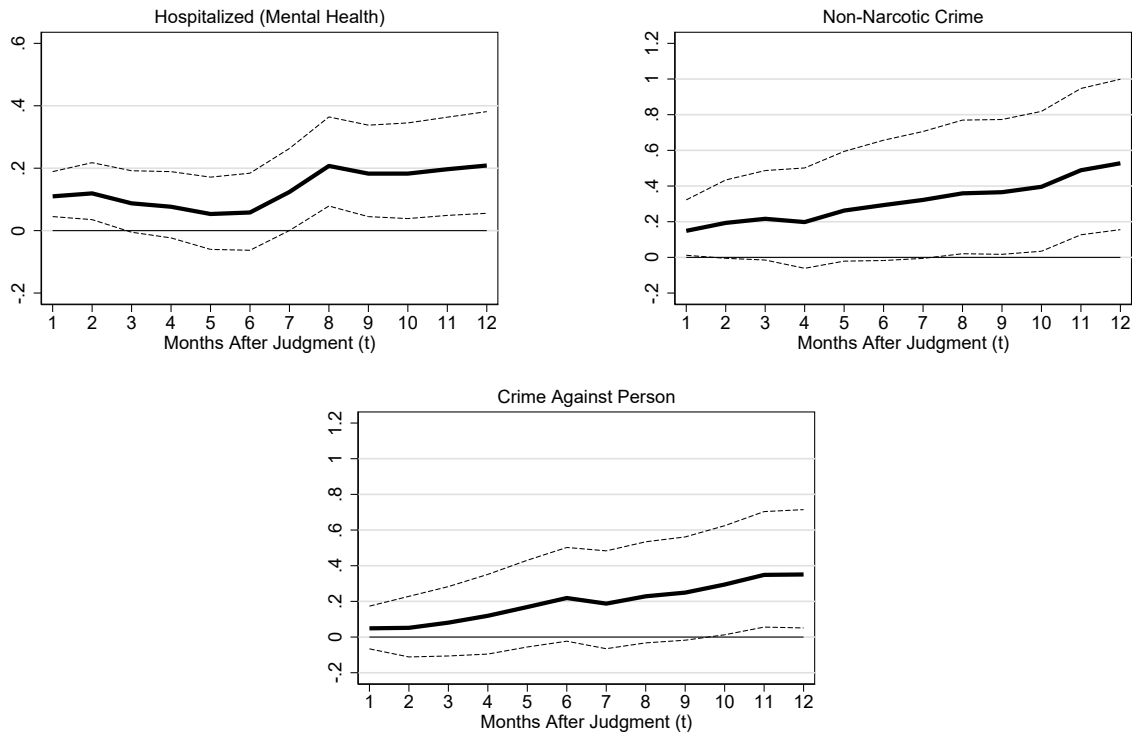 Hospitalized (Mental Health)
.6
.4
.2
0
-.2
1 2 3 4 5 6 7 8 9 10 11 12
Months After Judgment (t)
Non-Narcotic Crime
1.2
1
.8
.6
.4
.2
0
-.2
1 2 3 4 5 6 7 8 9 10 11 12
Months After Judgment (t)
Crime Against Person
1.2
1
.8
.6
.4
.2
0
-.2
1 2 3 4 5 6 7 8 9 10 11 12
Months After Judgment (t)